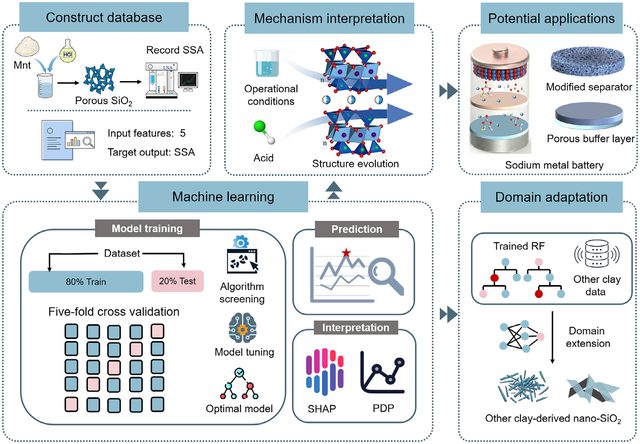 Construct database
Mnt
HCl
Record SSA
Porous SiO₂
Input features: 5
Target output: SSA
Mechanism interpretation
Operational
conditions
n
Acid
n
Structure evolution
Potential applications
Modified separator
Porous buffer layer
Sodium metal battery
Machine learning
Model training
Dataset
80% Train
20% Test
Five-fold cross validation
Algorithm
screening
Model tuning
Optimal model
Prediction
Interpretation
SHAP
PDP
Domain adaptation
Trained RF
Other clay
data
Domain
extension
Other clay-derived nano-SiO₂